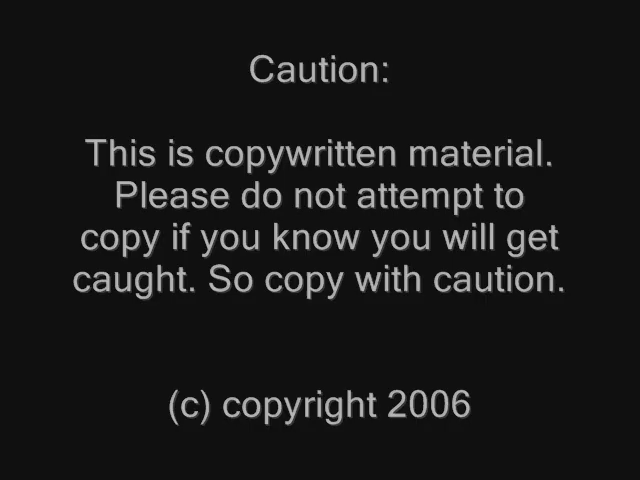 Caution:
This is copywritten material.
Please do not attempt to
copy if you know you will get
caught. So copy with caution.
(c) copyright 2006